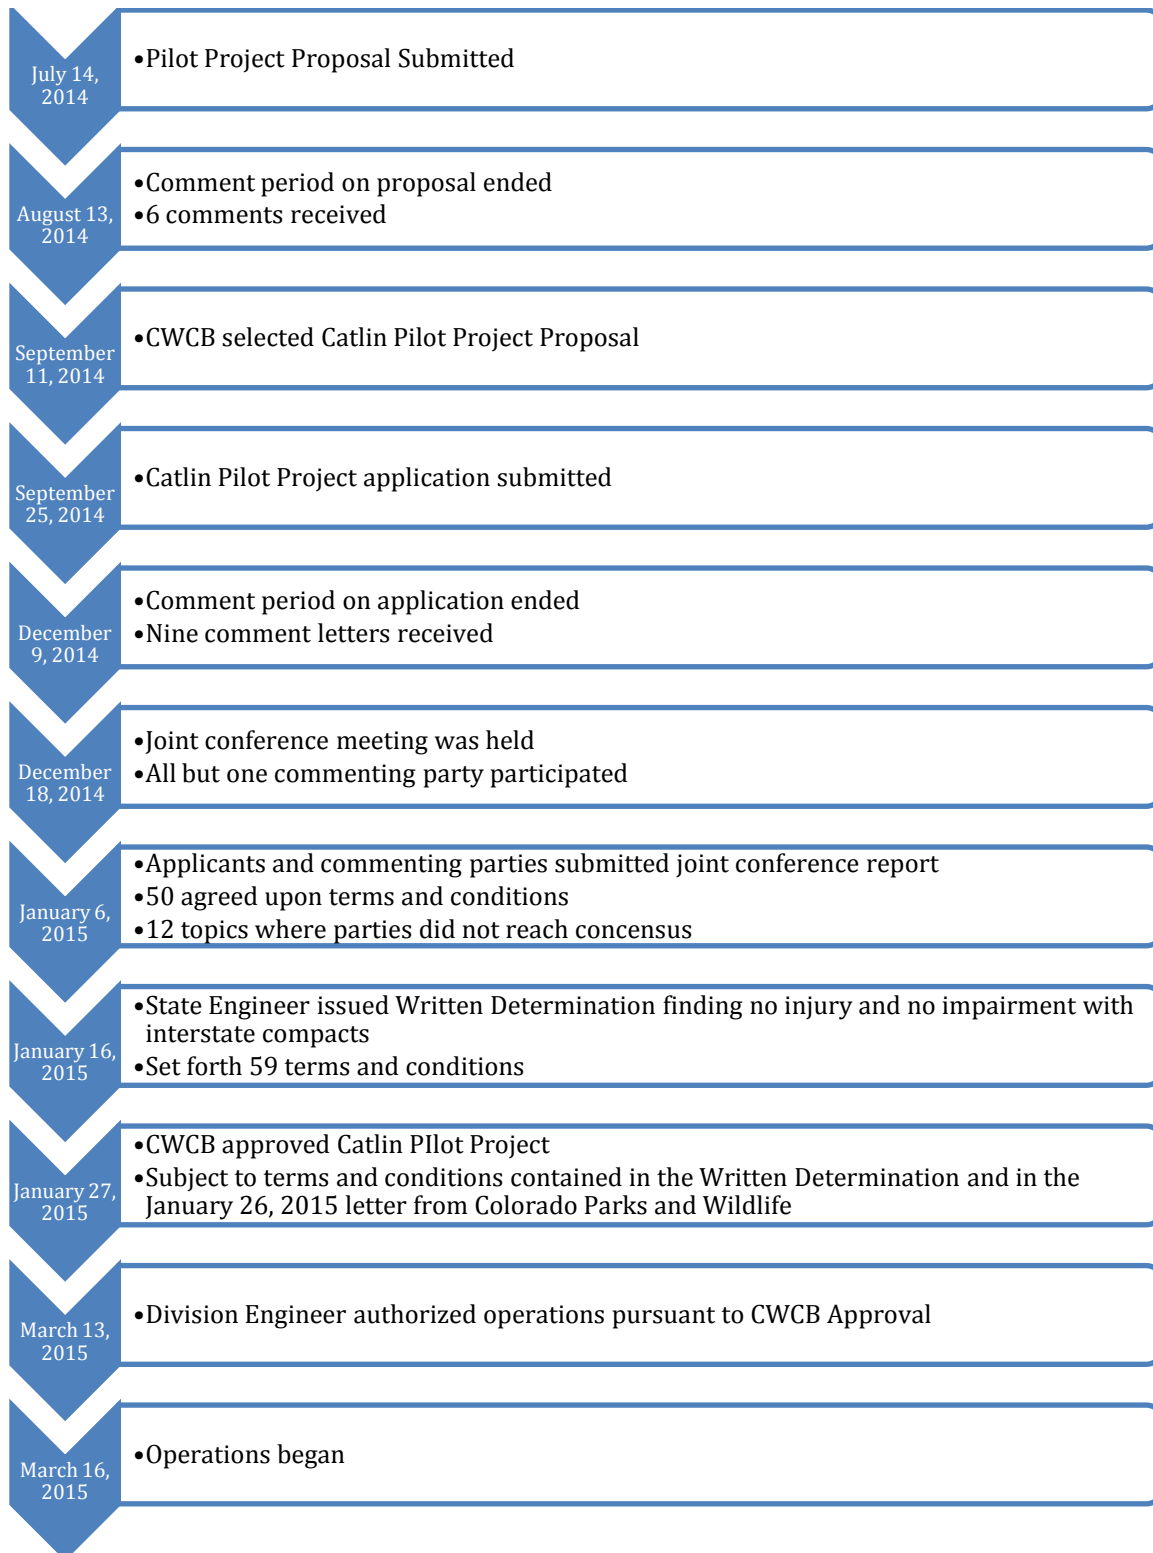 July 14,
2014
•Pilot Project Proposal Submitted
August 13,
2014
•Comment period on proposal ended
•6 comments received
September
11, 2014
•CWCB selected Catlin Pilot Project Proposal
September
25, 2014
•Catlin Pilot Project application submitted
December
9, 2014
•Comment period on application ended
•Nine comment letters received
December
18, 2014
•Joint conference meeting was held
•All but one commenting party participated
January 6,
2015
•Applicants and commenting parties submitted joint conference report
•50 agreed upon terms and conditions
•12 topics where parties did not reach concensus
January 16,
2015
•State Engineer issued Written Determination finding no injury and no impairment with
interstate compacts
•Set forth 59 terms and conditions
January 27,
2015
•CWCB approved Catlin PIlot Project
•Subject to terms and conditions contained in the Written Determination and in the
January 26, 2015 letter from Colorado Parks and Wildlife
March 13,
2015
•Division Engineer authorized operations pursuant to CWCB Approval
March 16,
2015
•Operations began